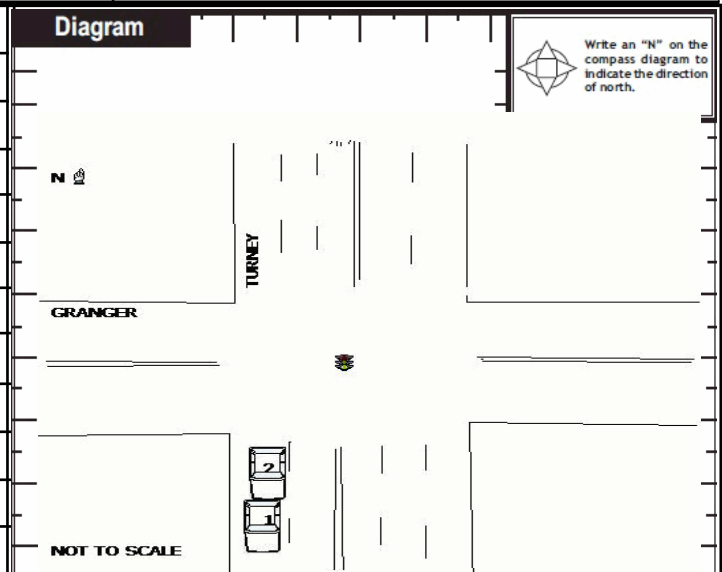 Diagram
Write an “N” on the
compass diagram to
indicate the direction
of north.
N
TURNEY
GRANGER
2
1
NOT TO SCALE